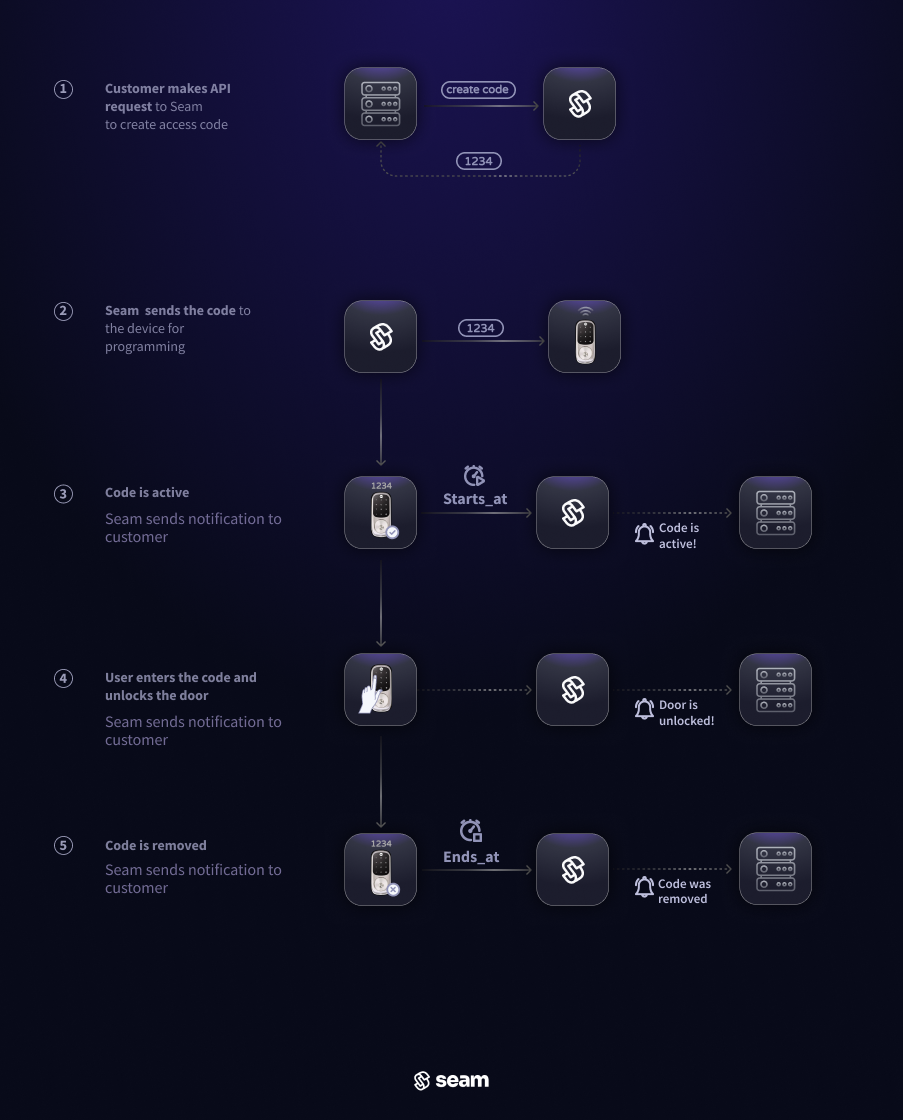 1
Customer makes API
request to Seam
to create access code
create code
1234
2
Seam  sends the code to
the device for
programming
1234
3
Code is active
Seam sends notification to
customer
1234
Starts_at
Code is
active!
4
User enters the code and
unlocks the door
Seam sends notification to
customer
Door is
unlocked!
5
Code is removed
Seam sends notification to
customer
1234
Ends_at
Code was
removed
seam